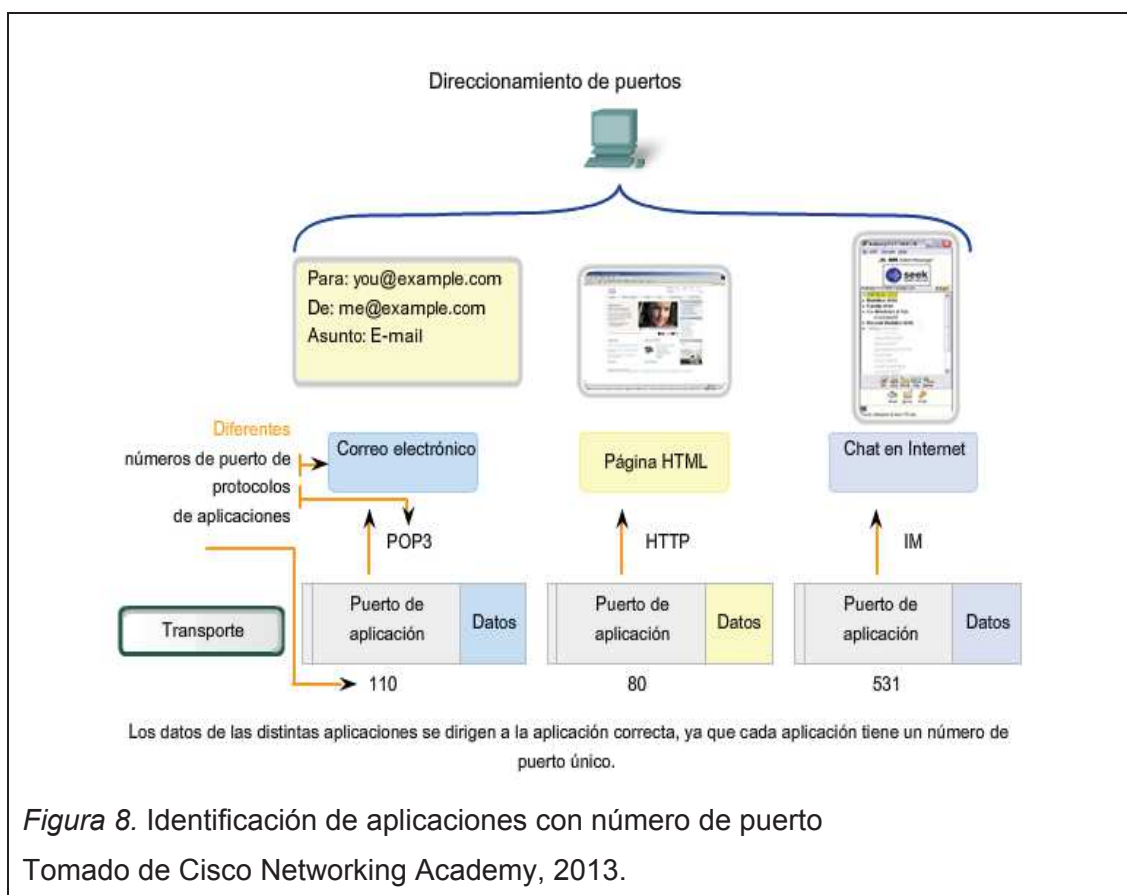 Direccionamiento de puertos
Para: you@example.com
De: me@example.com
Asunto: E-mail
seek
Diferentes
números de puerto de
protocolos
de aplicaciones
Correo electrónico
Página HTML
Chat en Internet
POP3
HTTP
IM
Transporte
Puerto de
aplicación
Datos
Puerto de
aplicación
Datos
Puerto de
aplicación
Datos
110
80
531
Los datos de las distintas aplicaciones se dirigen a la aplicación correcta, ya que cada aplicación tiene un número de
puerto único.
Figura 8. Identificación de aplicaciones con número de puerto
Tomado de Cisco Networking Academy, 2013.